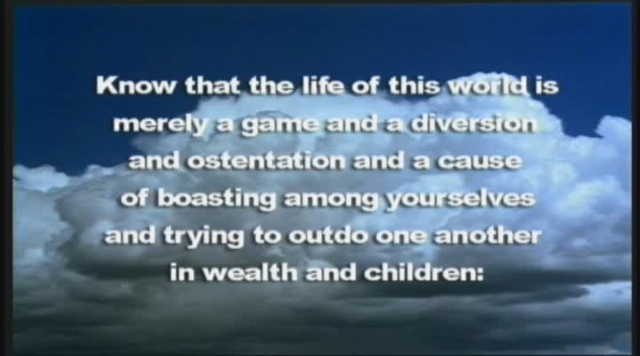 Know that the life of this world is
merely a game and a diversion
and ostentation and a cause
of boasting among yourselves
and trying to outdo one another
in wealth and children: